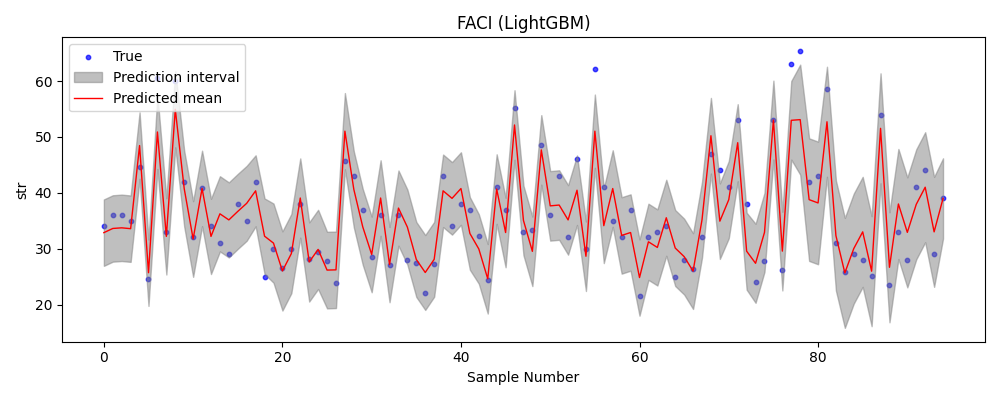 FACI (LightGBM)
True
Prediction interval
Predicted mean
str
60
50
40
30
20
0
20
40
60
80
Sample Number